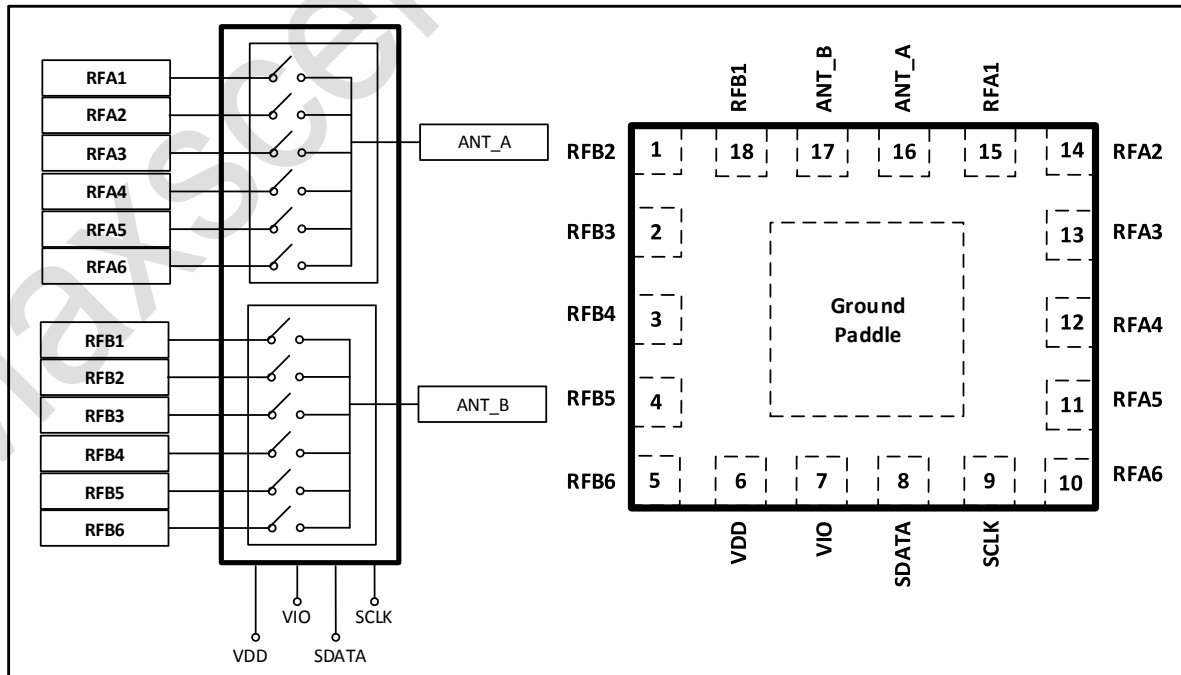 RFA1
RFA2
RFA3
RFA4
RFA5
RFA6
ANT_A
RFB1
RFB2
RFB3
RFB4
RFB5
RFB6
ANT_B
VDD
VIO
SDATA
SCLK
RFB1
ANT_B
ANT_A
RFA1
RFB2 1 18 17 16 15 14 RFA2
RFB3 2 13 RFA3
RFB4 3 12 RFA4
Ground
Paddle
RFB5 4 11 RFA5
RFB6 5 6 7 8 9 10 RFA6
VDD
VIO
SDATA
SCLK